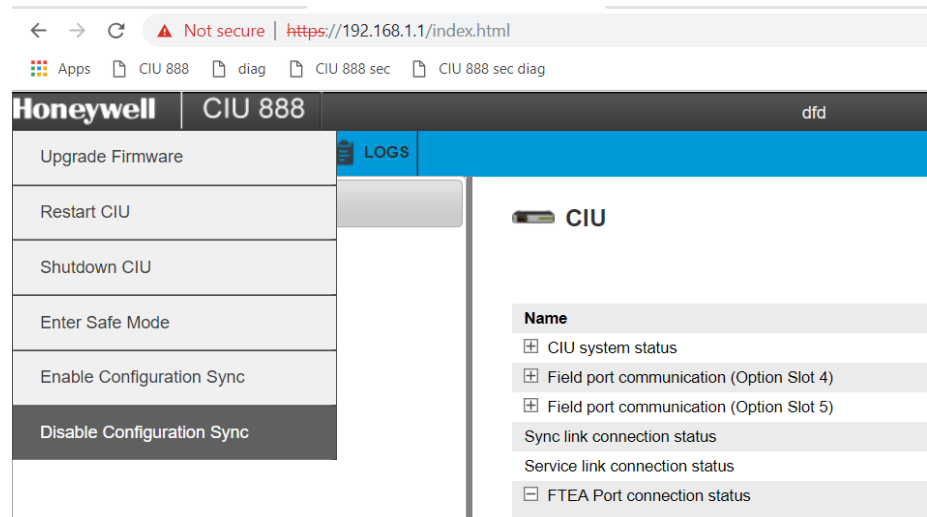 Not secure | https://192.168.1.1/index.html
Apps CIU 888 diag CIU 888 sec CIU 888 sec diag
Honeywell CIU 888 dfd
Upgrade Firmware
LOGS
Restart CIU
Shutdown CIU
Enter Safe Mode
Enable Configuration Sync
Disable Configuration Sync
CIU
Name
CIU system status
Field port communication (Option Slot 4)
Field port communication (Option Slot 5)
Sync link connection status
Service link connection status
FTEA Port connection status